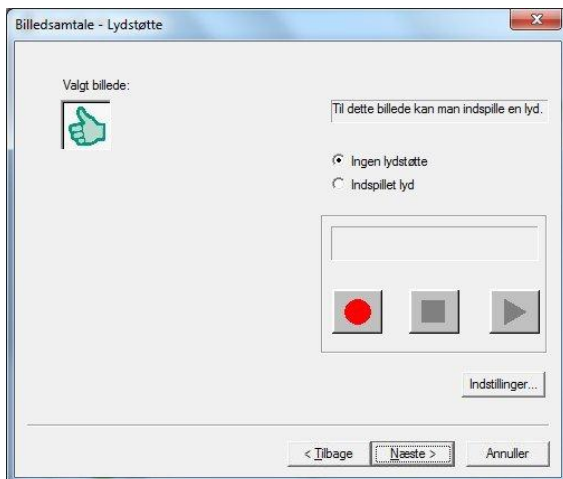 Billedsamtale - Lydstøtte
Valgt billede:
Til dette billede kan man indspille en lyd.
Ingen lydstøtte
Indspillet lyd
Indstillinger...
< Tilbage
Næste >
Annuller